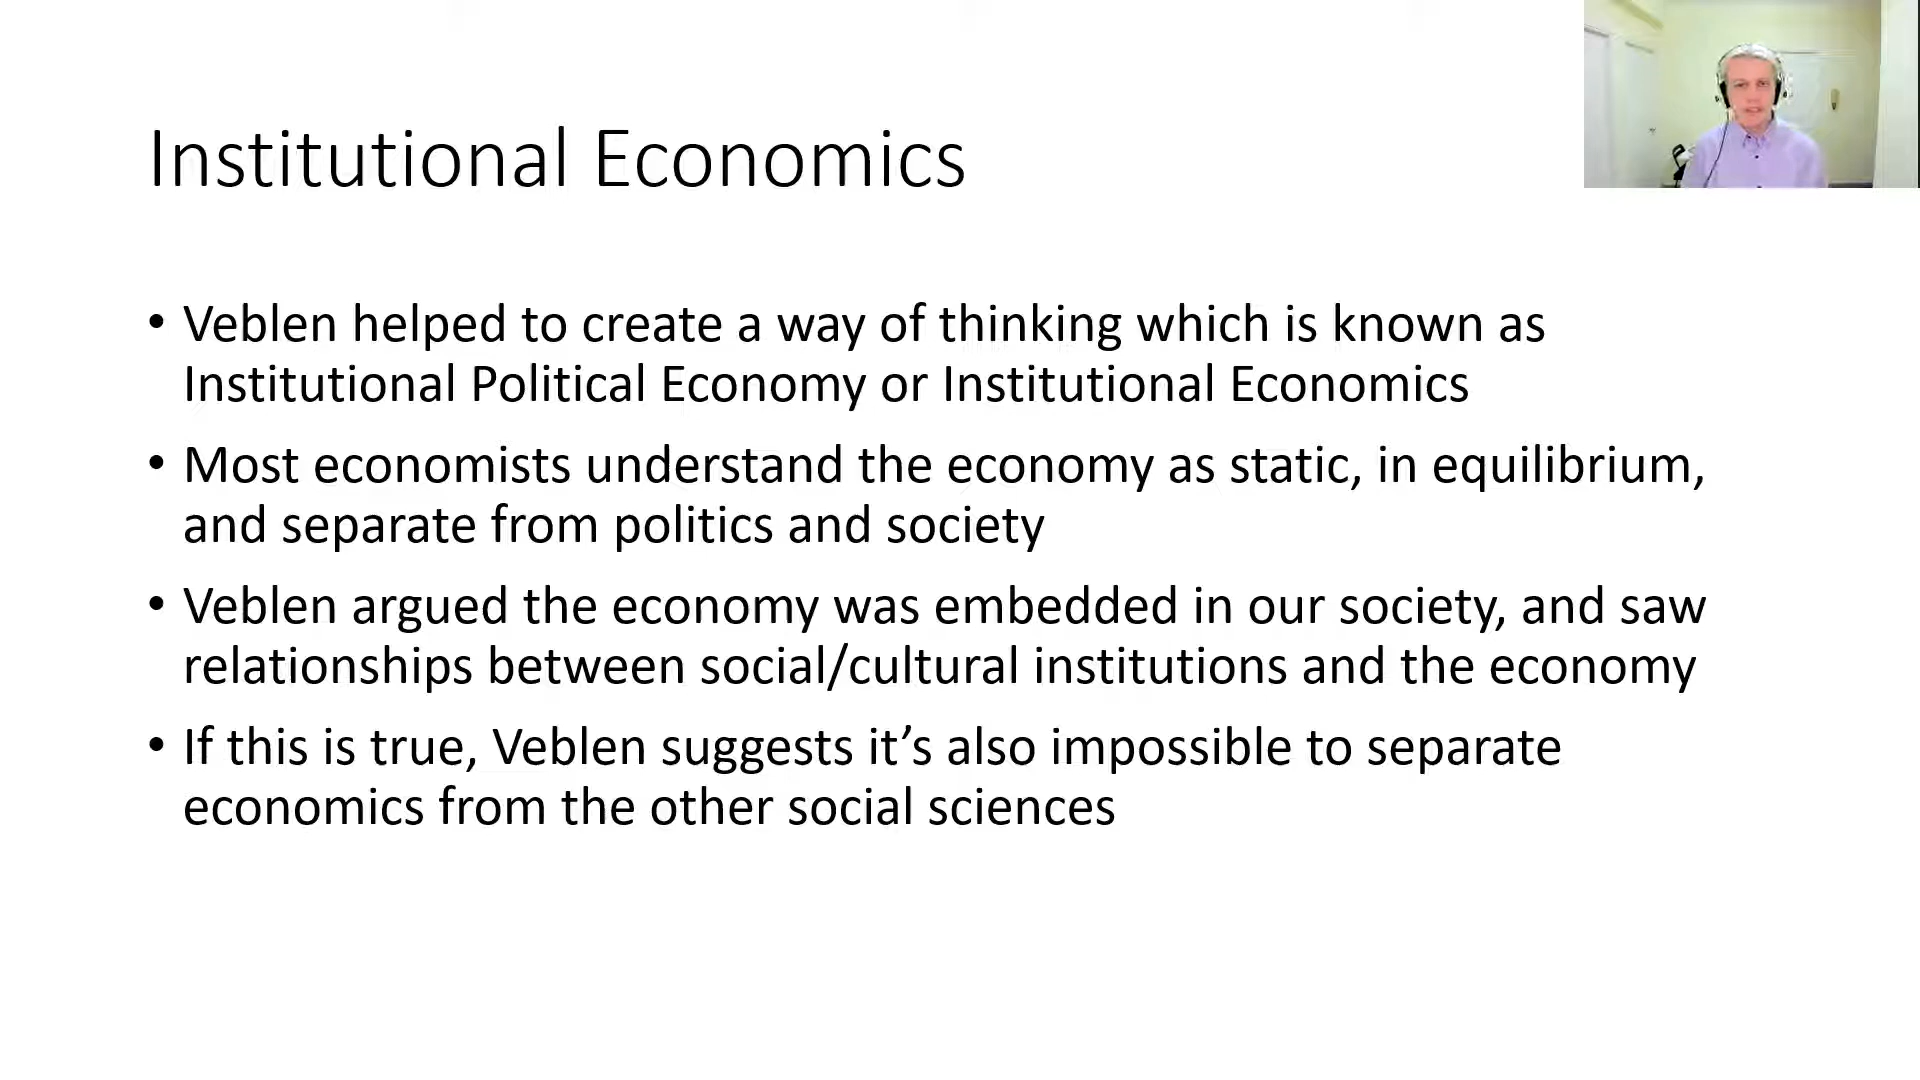 Institutional Economics
• Veblen helped to create a way of thinking which is known as
Institutional Political Economy or Institutional Economics
• Most economists understand the economy as static, in equilibrium,
and separate from politics and society
• Veblen argued the economy was embedded in our society, and saw
relationships between social/cultural institutions and the economy
• If this is true, Veblen suggests it’s also impossible to separate
economics from the other social sciences